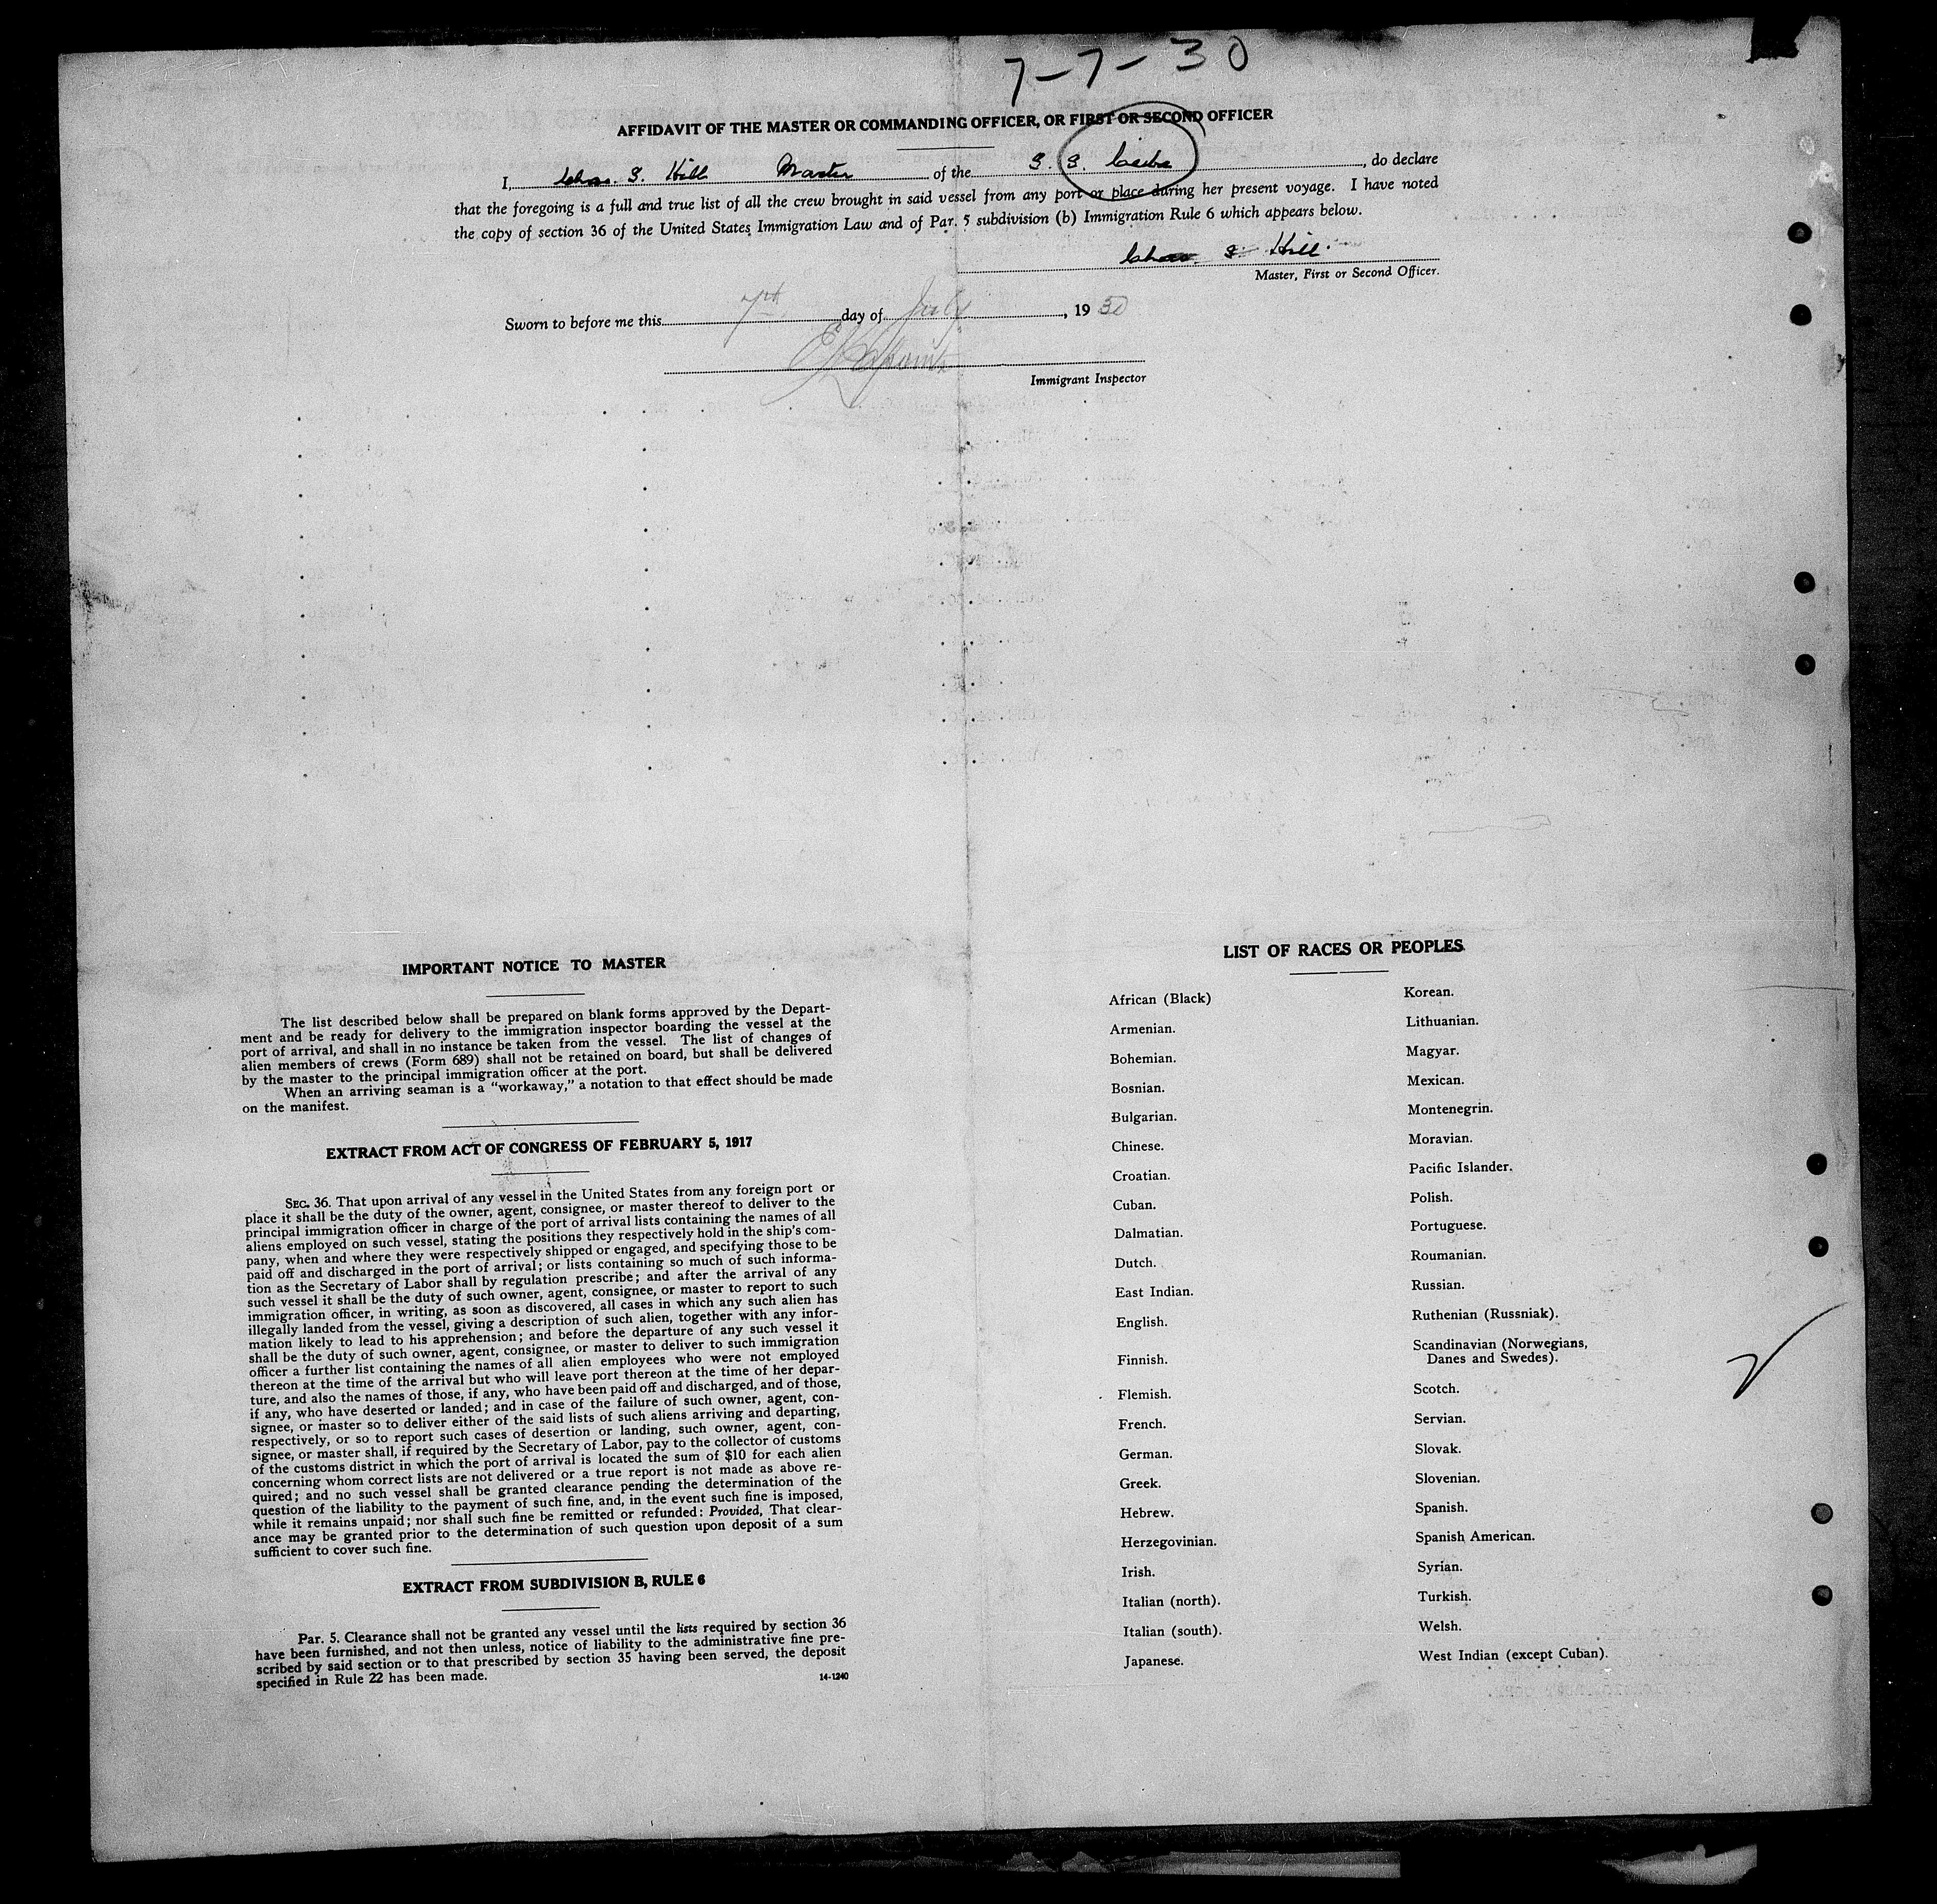 7-7-30
AFFIDAVIT OF THE MASTER OR COMMANDING OFFICER, OR FIRST OR SECOND OFFICER
I, Chas. S. Hill Master of the S. S. Ceiba, do declare
that the foregoing is a full and true list of all the crew brought in said vessel from any port or place during her present voyage. I have noted
the copy of section 36 of the United States Immigration Law and of Par. 5 subdivision (b) Immigration Rule 6 which appears below.
Chas. S. Hill.
Master, First or Second Officer.
Sworn to before me this 7th day of July, 1930
Immigrant Inspector
IMPORTANT NOTICE TO MASTER
The list described below shall be prepared on blank forms approved by the Depart-
ment and be ready for delivery to the immigration inspector boarding the vessel at the
port of arrival, and shall in no instance be taken from the vessel. The list of changes of
alien members of crews (Form 689) shall not be retained on board, but shall be delivered
by the master to the principal immigration officer at the port.
When an arriving seaman is a "workaway," a notation to that effect should be made
on the manifest.
EXTRACT FROM ACT OF CONGRESS OF FEBRUARY 5, 1917
SEC. 36. That upon arrival of any vessel in the United States from any foreign port or
place it shall be the duty of the owner, agent, consignee, or master thereof to deliver to the
principal immigration officer in charge of the port of arrival lists containing the names of all
aliens employed on such vessel, stating the positions they respectively hold in the ship's com-
pany, when and where they were respectively shipped or engaged, and specifying those to be
paid off and discharged in the port of arrival; or lists containing so much of such informa-
tion as the Secretary of Labor shall by regulation prescribe; and after the arrival of any
such vessel it shall be the duty of such owner, agent, consignee, or master to report to such
immigration officer, in writing, as soon as discovered, all cases in which any such alien has
illegally landed from the vessel, giving a description of such alien, together with any infor-
mation likely to lead to his apprehension; and before the departure of any such vessel it
shall be the duty of such owner, agent, consignee, or master to deliver to such immigration
officer a further list containing the names of all alien employees who were not employed
thereon at the time of the arrival but who will leave port thereon at the time of her depar-
ture, and also the names of those, if any, who have been paid off and discharged, and of those,
if any, who have deserted or landed; and in case of the failure of such owner, agent, con-
signee, or master so to deliver either of the said lists of such aliens arriving and departing,
respectively, or so to report such cases of desertion or landing, such owner, agent, con-
signee, or master shall, if required by the Secretary of Labor, pay to the collector of customs
of the customs district in which the port of arrival is located the sum of $10 for each alien
concerning whom correct lists are not delivered or a true report is not made as above re-
quired; and no such vessel shall be granted clearance pending the determination of the
question of the liability to the payment of such fine, and, in the event such fine is imposed,
while it remains unpaid; nor shall such fine be remitted or refunded: Provided, That clear-
ance may be granted prior to the determination of such question upon deposit of a sum
sufficient to cover such fine.
EXTRACT FROM SUBDIVISION B, RULE 6
Par. 5. Clearance shall not be granted any vessel until the lists required by section 36
have been furnished, and not then unless, notice of liability to the administrative fine pre-
scribed by said section or to that prescribed by section 35 having been served, the deposit
specified in Rule 22 has been made.
14-1240
LIST OF RACES OR PEOPLES
African (Black)
Armenian.
Bohemian.
Bosnian.
Bulgarian.
Chinese.
Croatian.
Cuban.
Dalmatian.
Dutch.
East Indian.
English.
Finnish.
Flemish.
French.
German.
Greek.
Hebrew.
Herzegovinian.
Irish.
Italian (north).
Italian (south).
Japanese.
Korean.
Lithuanian.
Magyar.
Mexican.
Montenegrin.
Moravian.
Pacific Islander.
Polish.
Portuguese.
Roumanian.
Russian.
Ruthenian (Russniak).
Scandinavian (Norwegians,
Danes and Swedes).
Scotch.
Servian.
Slovak.
Slovenian.
Spanish.
Spanish American.
Syrian.
Turkish.
Welsh.
West Indian (except Cuban).